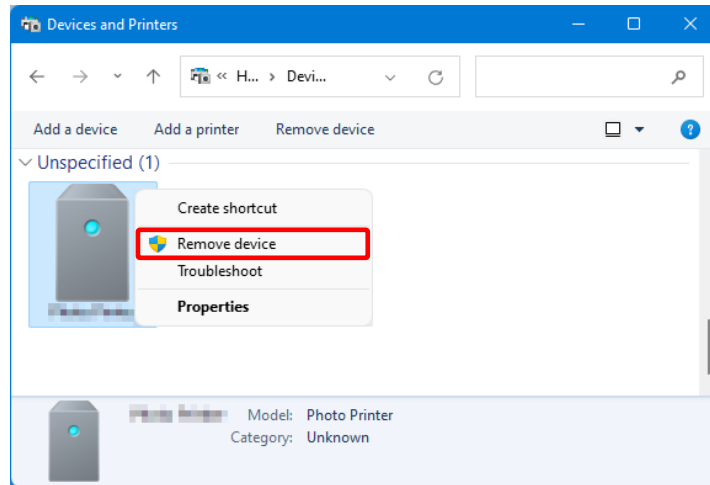 Devices and Printers
« H... › Devi...
Add a device Add a printer Remove device
Unspecified (1)
Create shortcut
Remove device
Troubleshoot
Properties
Model: Photo Printer
Category: Unknown